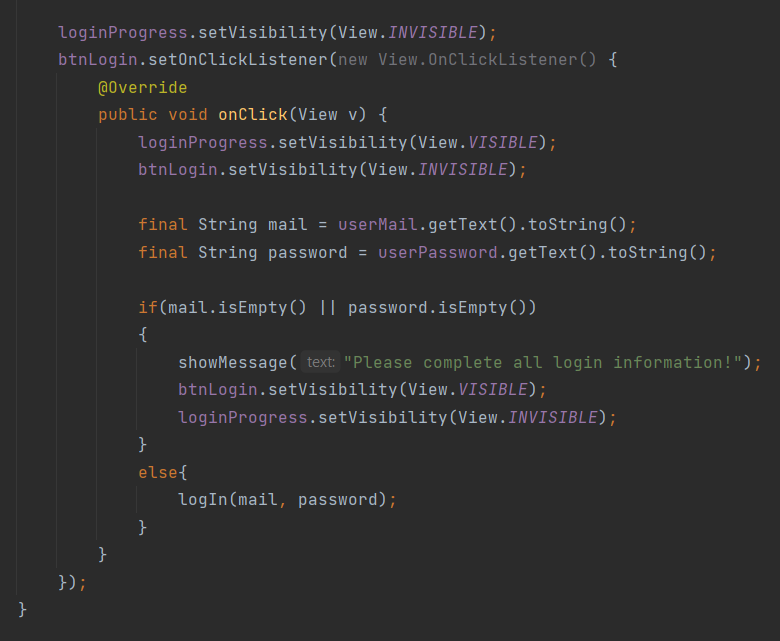 loginProgress.setVisibility(View.INVISIBLE);
btnLogin.setOnClickListener(new View.OnClickListener() {
@Override
public void onClick(View v) {
loginProgress.setVisibility(View.VISIBLE);
btnLogin.setVisibility(View.INVISIBLE);
final String mail = userMail.getText().toString();
final String password = userPassword.getText().toString();
if(mail.isEmpty() || password.isEmpty())
{
showMessage( text: "Please complete all login information!");
btnLogin.setVisibility(View.VISIBLE);
loginProgress.setVisibility(View.INVISIBLE);
}
else{
logIn(mail, password);
}
}
});
}